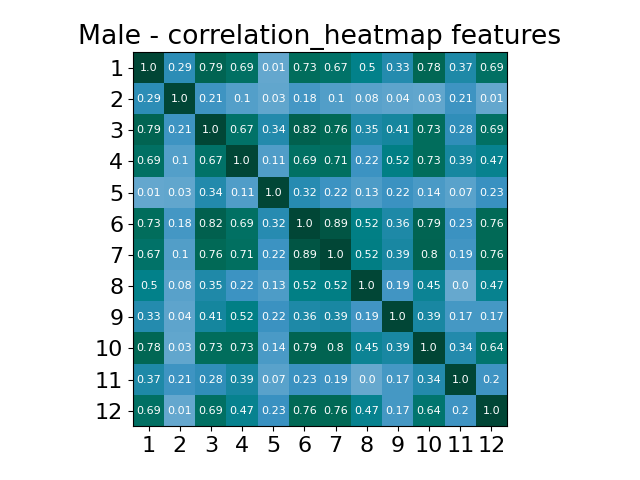 Male - correlation_heatmap features
1 1.0 0.29 0.79 0.69 0.01 0.73 0.67 0.5 0.33 0.78 0.37 0.69
2 0.29 1.0 0.21 0.1 0.03 0.18 0.1 0.08 0.04 0.03 0.21 0.01
3 0.79 0.21 1.0 0.67 0.34 0.82 0.76 0.35 0.41 0.73 0.28 0.69
4 0.69 0.1 0.67 1.0 0.11 0.69 0.71 0.22 0.52 0.73 0.39 0.47
5 0.01 0.03 0.34 0.11 1.0 0.32 0.22 0.13 0.22 0.14 0.07 0.23
6 0.73 0.18 0.82 0.69 0.32 1.0 0.89 0.52 0.36 0.79 0.23 0.76
7 0.67 0.1 0.76 0.71 0.22 0.89 1.0 0.52 0.39 0.8 0.19 0.76
8 0.5 0.08 0.35 0.22 0.13 0.52 0.52 1.0 0.19 0.45 0.0 0.47
9 0.33 0.04 0.41 0.52 0.22 0.36 0.39 0.19 1.0 0.39 0.17 0.17
10 0.78 0.03 0.73 0.73 0.14 0.79 0.8 0.45 0.39 1.0 0.34 0.64
11 0.37 0.21 0.28 0.39 0.07 0.23 0.19 0.0 0.17 0.34 1.0 0.2
12 0.69 0.01 0.69 0.47 0.23 0.76 0.76 0.47 0.17 0.64 0.2 1.0
1 2 3 4 5 6 7 8 9 10 11 12